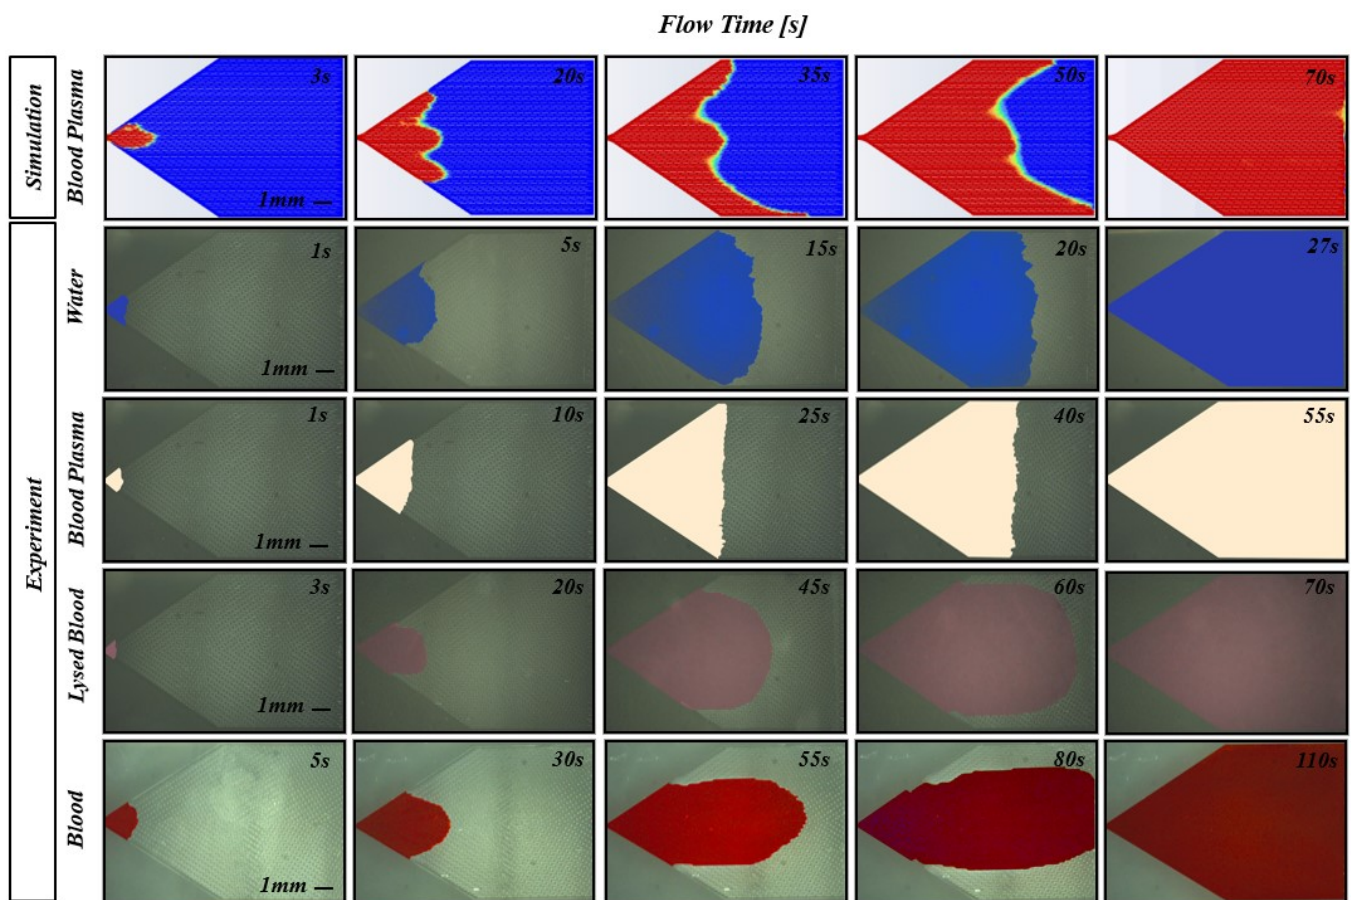 Flow Time [s]
Simulation
Blood Plasma
3s
20s
35s
50s
70s
1mm
Experiment
Water
1s
5s
15s
20s
27s
1mm
Blood Plasma
1s
10s
25s
40s
55s
1mm
Lysed Blood
3s
20s
45s
60s
70s
1mm
Blood
5s
30s
55s
80s
110s
1mm